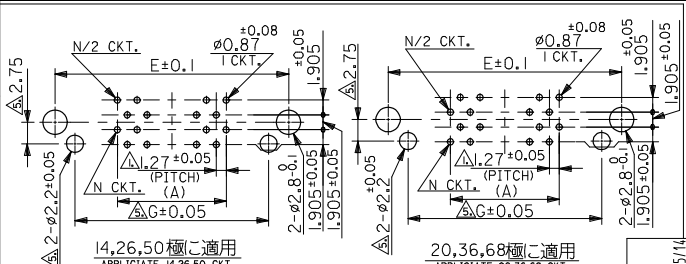 N/2 CKT.
ø0.87 ±0.08
1 CKT.
E±0.1
1.905 ±0.05
2.75
1.27 ±0.05
(PITCH)
(A)
N CKT.
G±0.05
2-ø2.2±0.05
2-ø2.8 0 -0.1
1.905±0.05
1.905±0.05
14,26,50極に適用
N/2 CKT.
ø0.87 ±0.08
1 CKT.
E±0.1
1.905 ±0.05
1.905 ±0.05
2.75
1.27 ±0.05
(PITCH)
(A)
N CKT.
G±0.05
2-ø2.2 ±0.05
2-ø2.8 0 -0.1
1.905±0.05
20,36,68極に適用
5/14